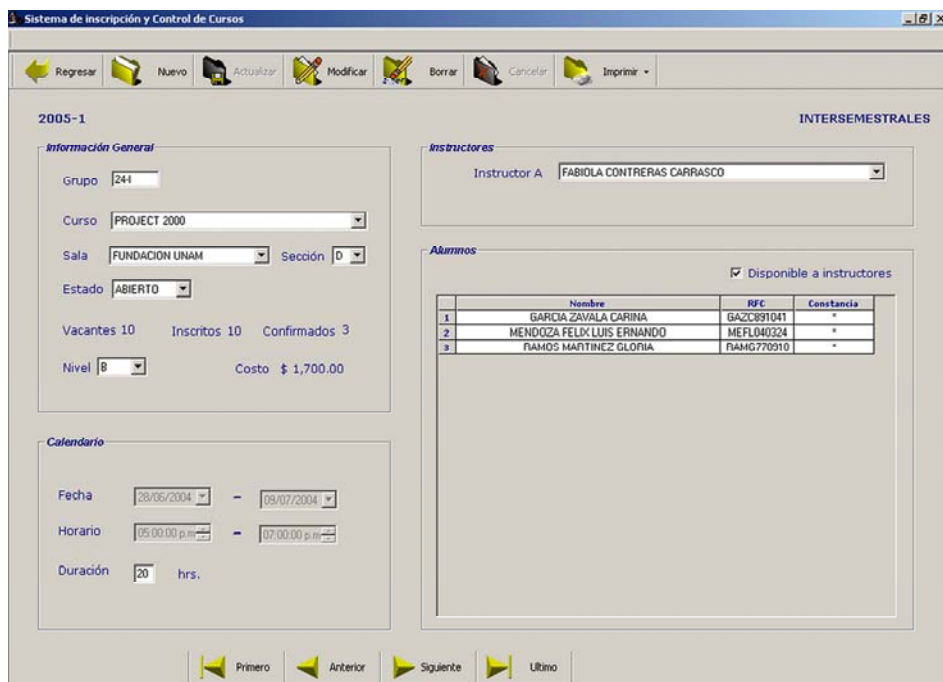 Sistema de inscripción y Control de Cursos
Regresar Nuevo Actualizar Modificar Borrar Cancelar Imprimir
2005-1 INTERSEMESTRALES
Información General
Grupo 24-I
Curso PROJECT 2000
Sala FUNDACION UNAM Sección D
Estado ABIERTO
Vacantes 10 Inscritos 10 Confirmados 3
Nivel B Costo $ 1,700.00
Calendario
Fecha 28/06/2004 - 09/07/2004
Horario 05:00:00 p.m - 07:00:00 p.m
Duración 20 hrs.
Instructores
Instructor A FABIOLA CONTRERAS CARRASCO
Alumnos
Disponible a instructores
Nombre RFC Constancia
1 GARCIA ZAVALA CARINA GAZC891041 *
2 MENDOZA FELIX LUIS ERNANDO MEFL040324 *
3 RAMOS MARTINEZ GLORIA RAMG770910 *
Primero Anterior Siguiente Ultimo